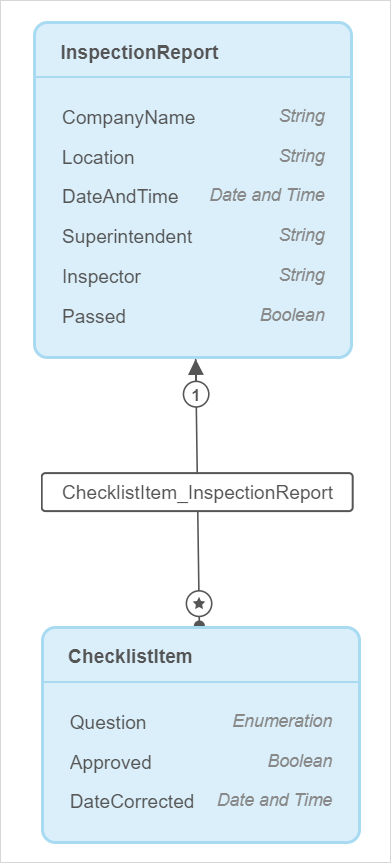 InspectionReport
CompanyName String
Location String
DateAndTime Date and Time
Superintendent String
Inspector String
Passed Boolean
1
ChecklistItem_InspectionReport
ChecklistItem
Question Enumeration
Approved Boolean
DateCorrected Date and Time